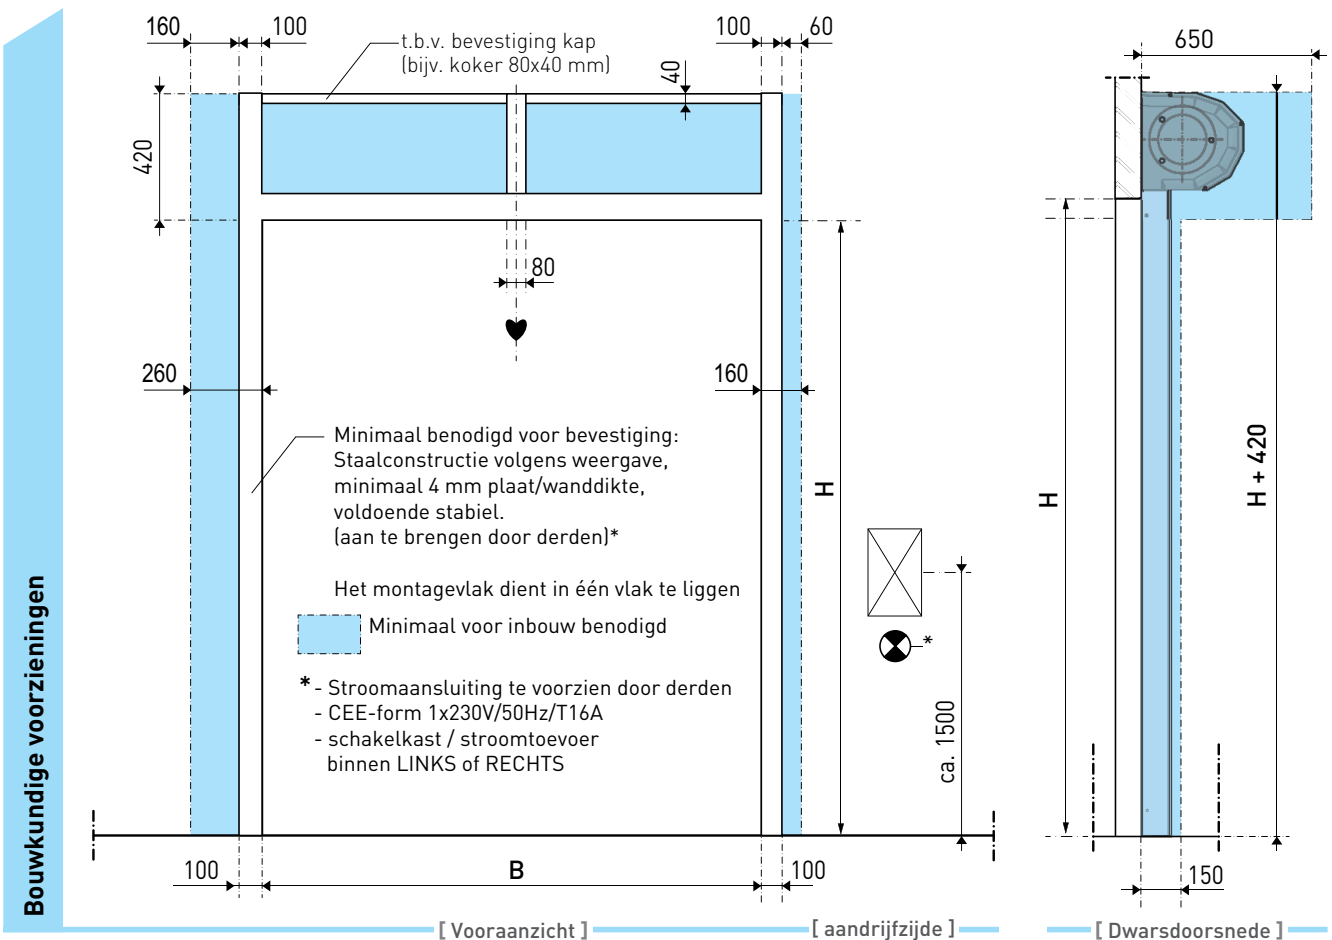 160
100
t.b.v. bevestiging kap
(bijv. koker 80x40 mm)
100
60
40
420
80
260
160
Minimaal benodigd voor bevestiging:
Staalconstructie volgens weergave,
minimaal 4 mm plaat/wanddikte,
voldoende stabiel.
(aan te brengen door derden)*
Het montagevlak dient in één vlak te liggen
Minimaal voor inbouw benodigd
* - Stroomaansluiting te voorzien door derden
- CEE-form 1x230V/50Hz/T16A
- schakelkast / stroomtoevoer
binnen LINKS of RECHTS
H
*
ca. 1500
100
B
100
650
H
H + 420
150
Bouwkundige voorzieningen
[ Vooraanzicht ]
[ aandrijfzijde ]
[ Dwarsdoorsnede ]